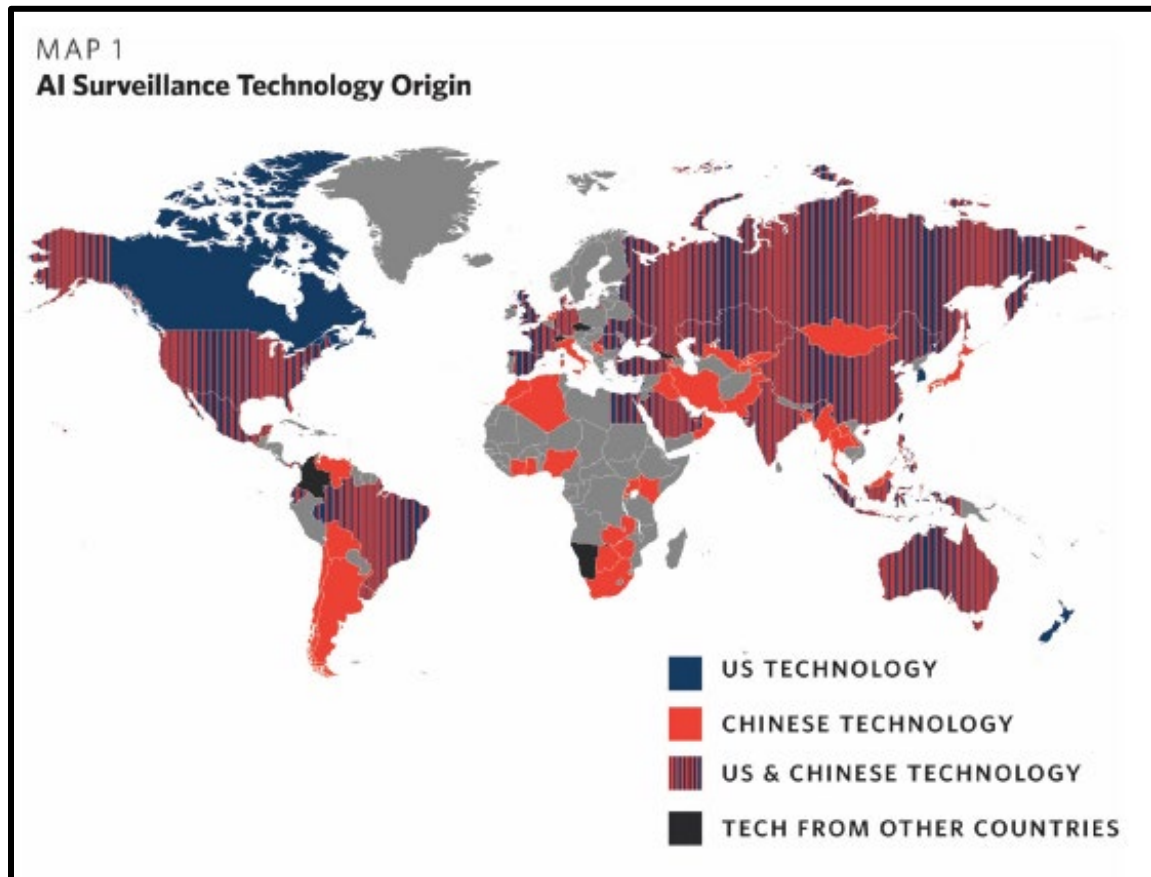 MAP 1
AI Surveillance Technology Origin
US TECHNOLOGY
CHINESE TECHNOLOGY
US & CHINESE TECHNOLOGY
TECH FROM OTHER COUNTRIES